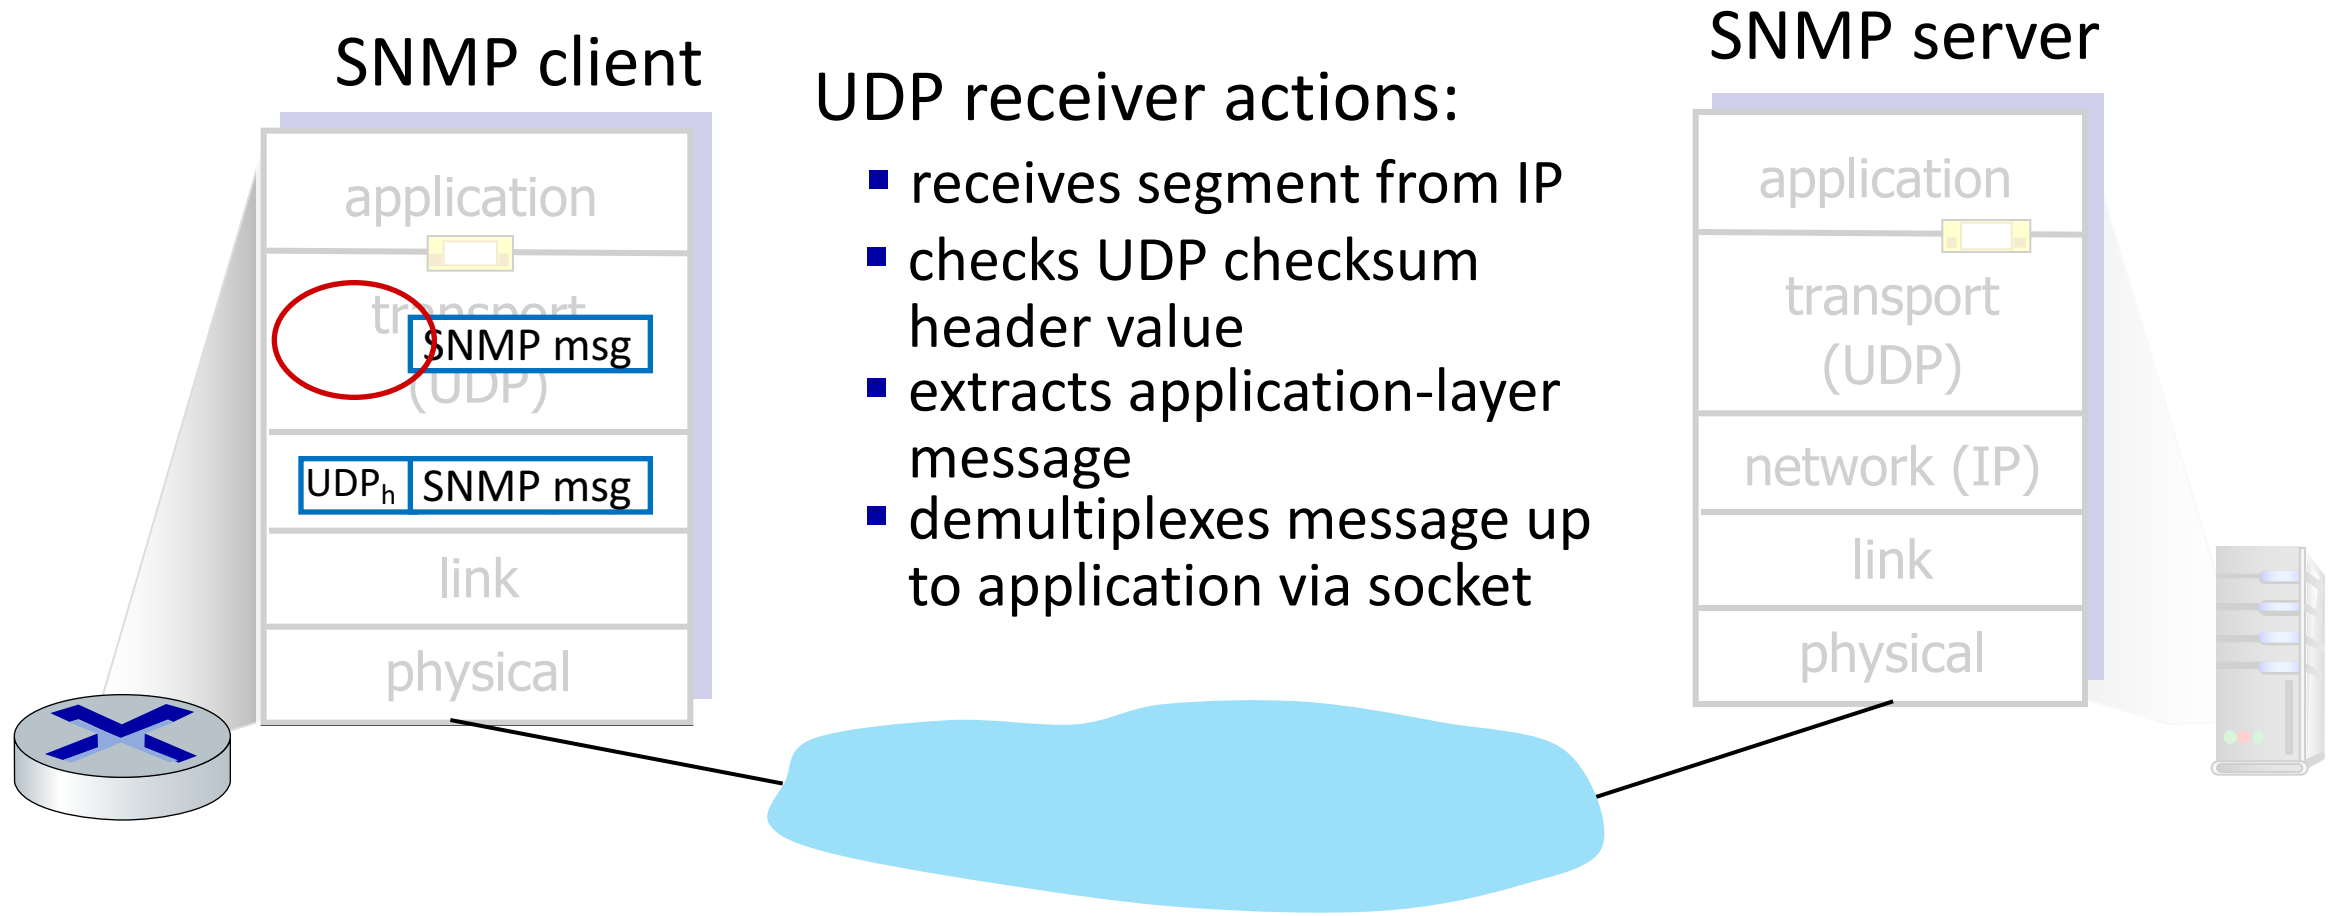 SNMP client
application
transport
SNMP msg
(UDP)
UDPh SNMP msg
link
physical
UDP receiver actions:
receives segment from IP
checks UDP checksum
header value
extracts application-layer
message
demultiplexes message up
to application via socket
SNMP server
application
transport
(UDP)
network (IP)
link
physical